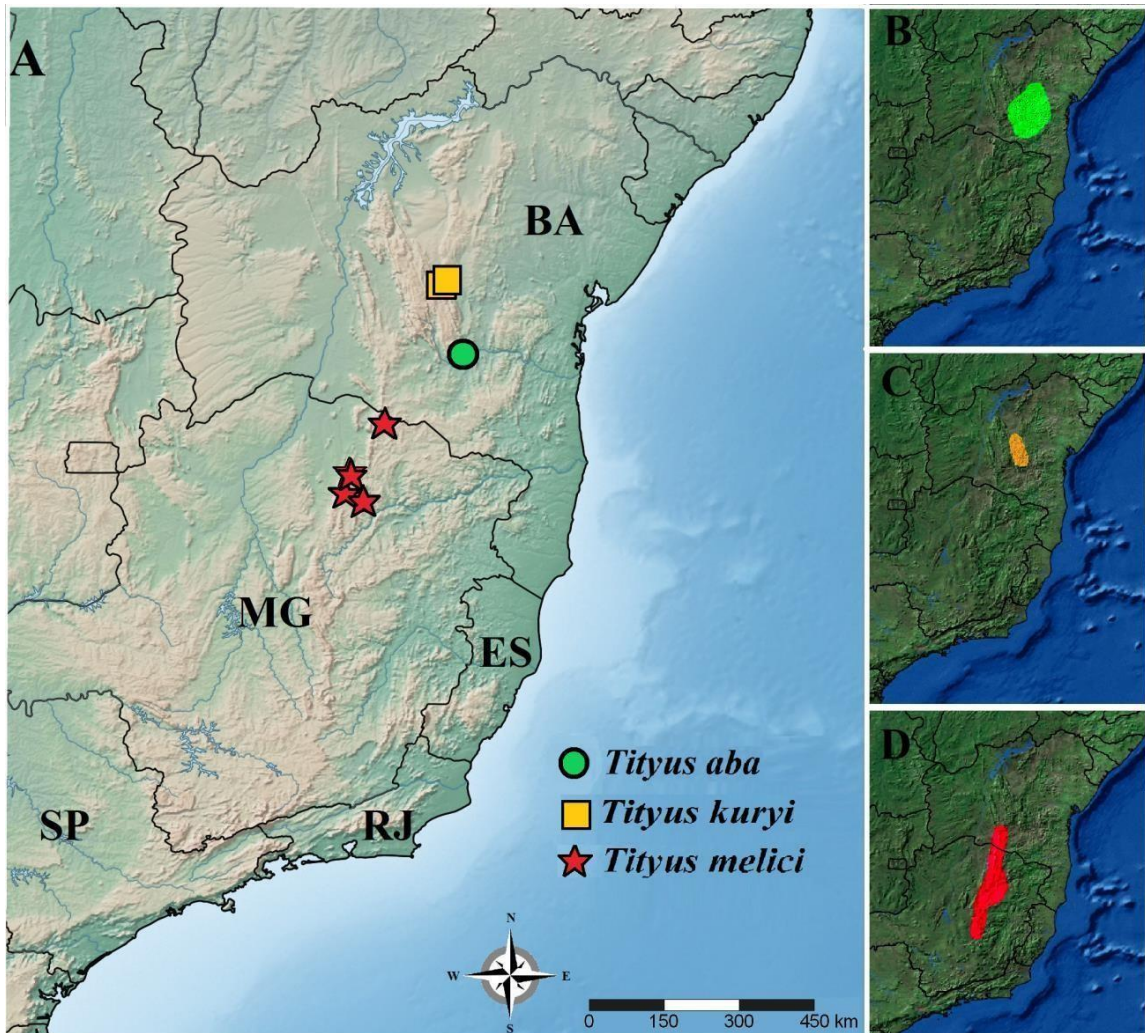 A
BA
MG
ES
SP
RJ
Tityus aba
Tityus kuryi
Tityus melici
N
W E
S
0 150 300 450 km
B
C
D